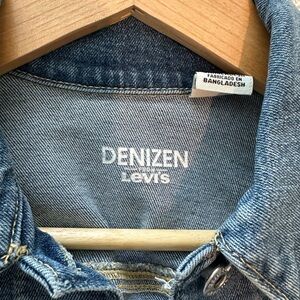 FABRICADO EN
BANGLADESH
DENIZEN
FROM
Levi's